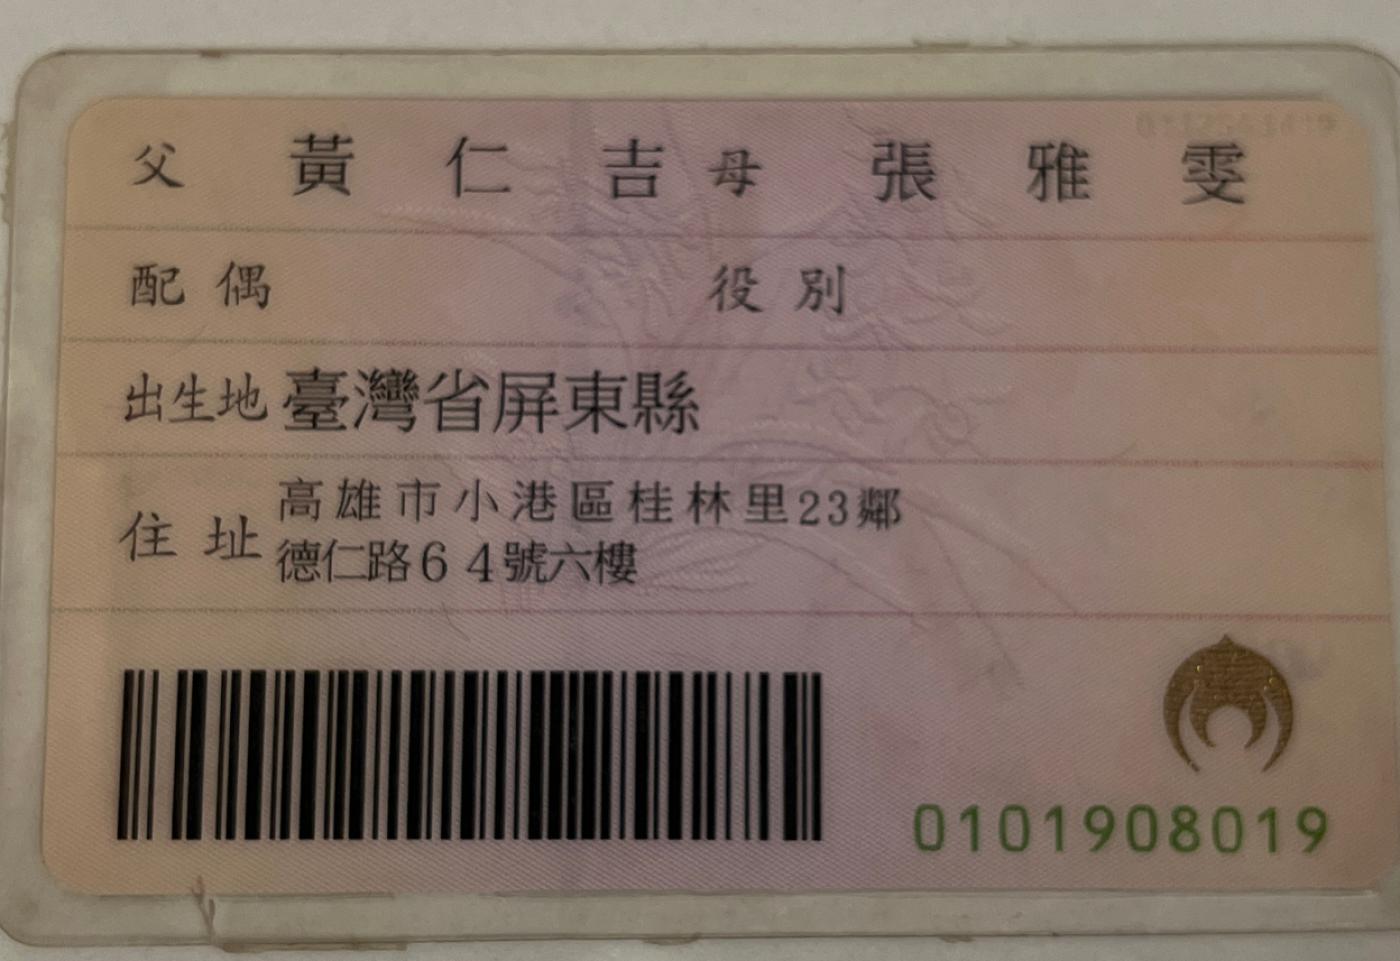 父 黃仁吉 母 張雅雯
配偶 役別
出生地 臺灣省屏東縣
住址 高雄市小港區桂林里23鄰
德仁路64號六樓
0101908019